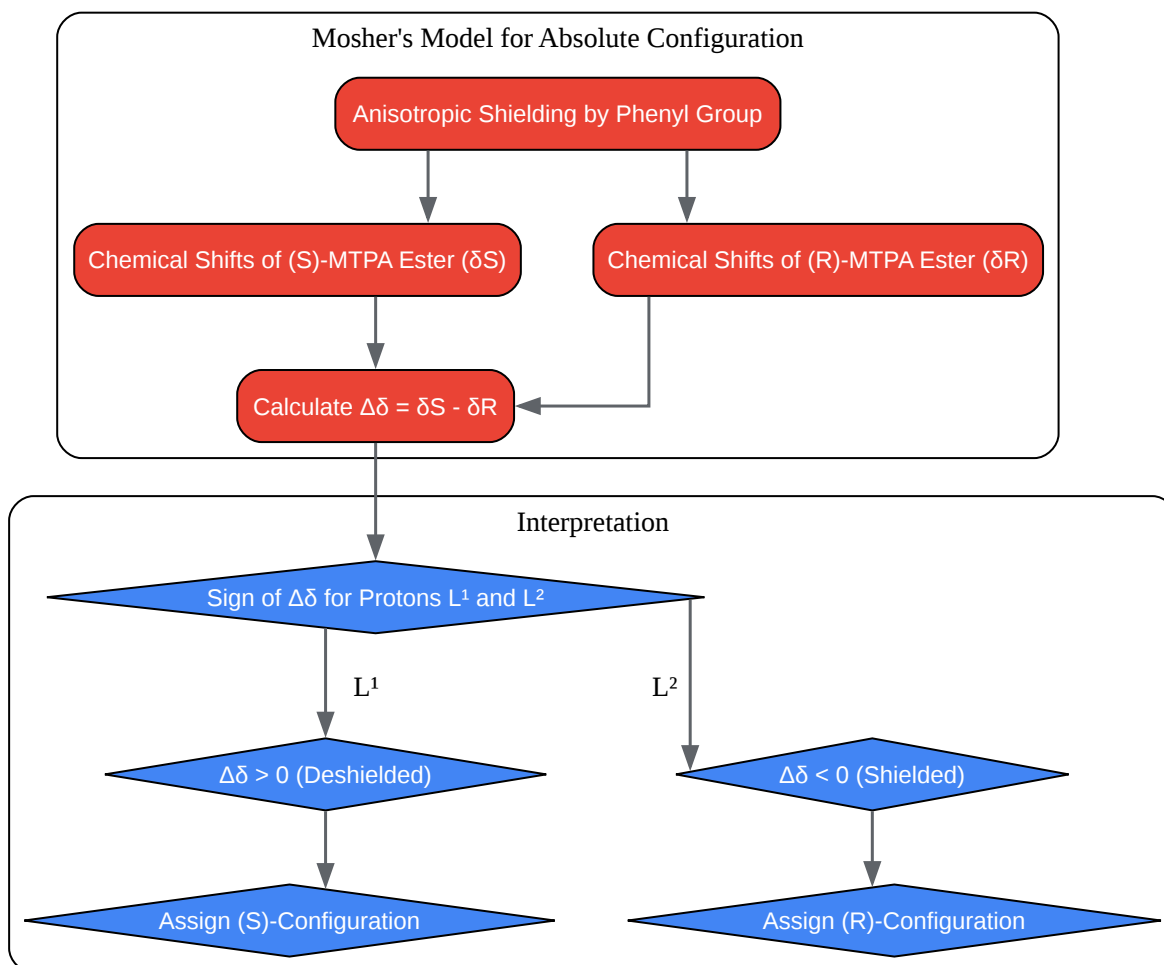 Mosher's Model for Absolute Configuration
Anisotropic Shielding by Phenyl Group
Chemical Shifts of (S)-MTPA Ester (δS)
Chemical Shifts of (R)-MTPA Ester (δR)
Calculate Δδ = δS - δR
Interpretation
Sign of Δδ for Protons L¹ and L²
L¹
L²
Δδ > 0 (Deshielded)
Δδ < 0 (Shielded)
Assign (S)-Configuration
Assign (R)-Configuration